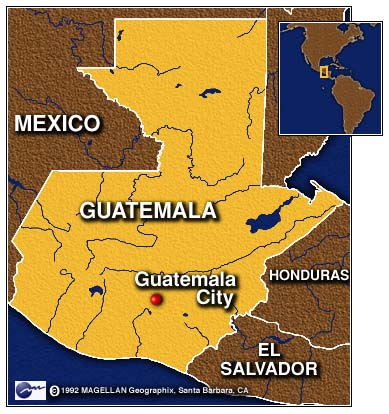 MEXICO
GUATEMALA
Guatemala
City
HONDURAS
EL
SALVADOR
© 1992 MAGELLAN Geographix, Santa Barbara, CA